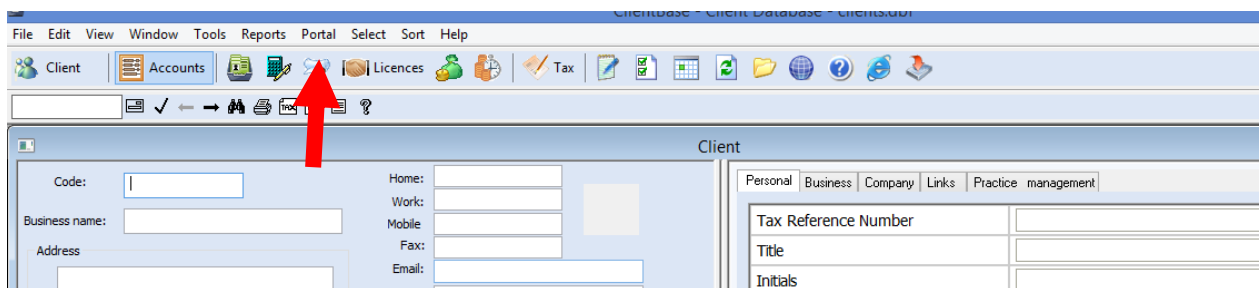 ClientBase - Client Database - clients.dbf
File Edit View Window Tools Reports Portal Select Sort Help
Client Accounts Licences Tax
Client
Code:
Home:
Personal Business Company Links Practice management
Work:
Business name:
Mobile
Tax Reference Number
Address
Fax:
Title
Email:
Initials